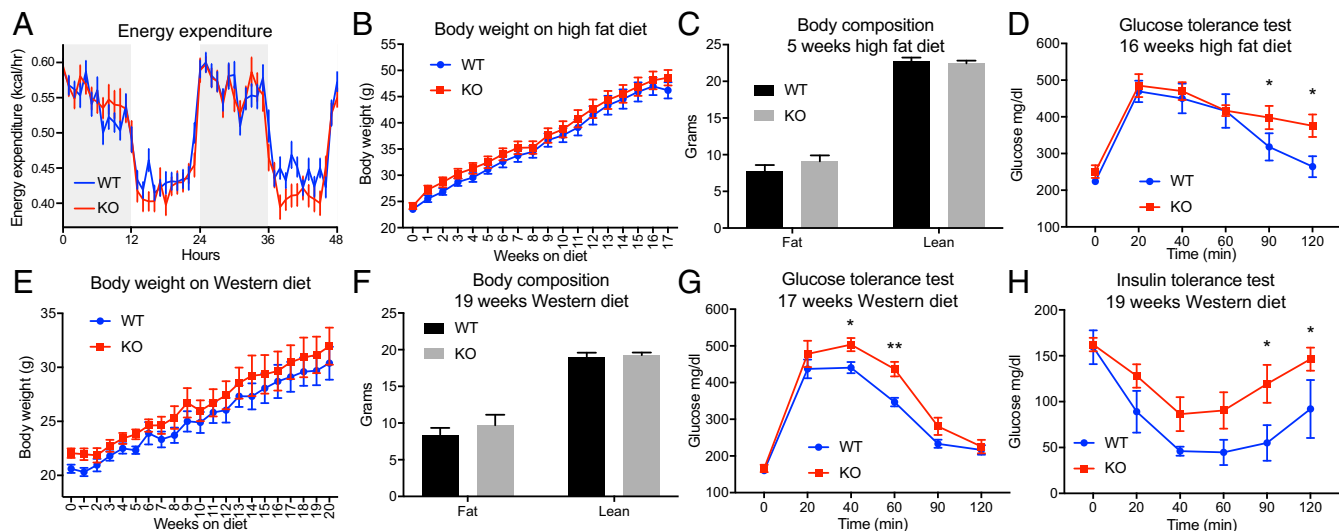 A
Energy expenditure
Energy expenditure (kcal/hr)
0.60
0.55
0.50
0.45
0.40
WT
KO
0
12
24
36
48
Hours
B
Body weight on high fat diet
Body weight (g)
55
50
45
40
35
30
25
20
WT
KO
0 1 2 3 4 5 6 7 8 9 10 11 12 13 14 15 16 17
Weeks on diet
C
Body composition
5 weeks high fat diet
Grams
25
20
15
10
5
0
WT
KO
Fat
Lean
D
Glucose tolerance test
16 weeks high fat diet
Glucose mg/dl
600
500
400
300
200
100
* *
WT
KO
0 20 40 60 90 120
Time (min)
E
Body weight on Western diet
Body weight (g)
35
30
25
20
WT
KO
0 1 2 3 4 5 6 7 8 9 10 11 12 13 14 15 16 17 18 19 20
Weeks on diet
F
Body composition
19 weeks Western diet
Grams
25
20
15
10
5
0
WT
KO
Fat
Lean
G
Glucose tolerance test
17 weeks Western diet
Glucose mg/dl
600
500
400
300
200
100
* **
WT
KO
0 20 40 60 90 120
Time (min)
H
Insulin tolerance test
19 weeks Western diet
Glucose mg/dl
200
150
100
50
0
* *
WT
KO
0 20 40 60 90 120
Time (min)